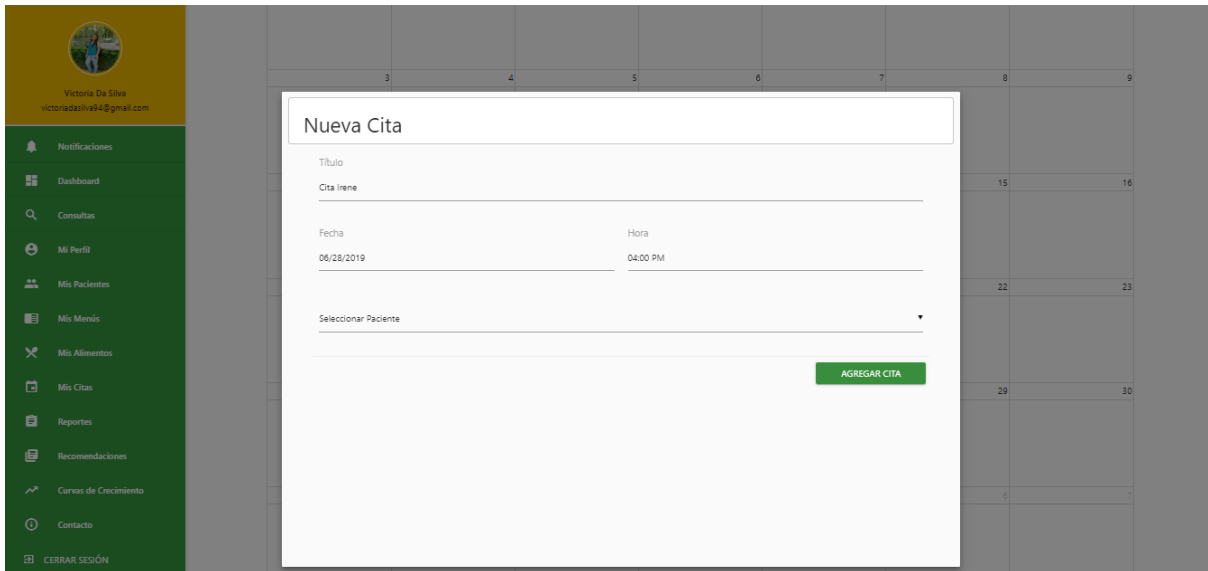 Victoria Da Silva
victoriadasilva94@gmail.com
Notificaciones
Dashboard
Consultas
Mi Perfil
Mis Pacientes
Mis Menús
Mis Alimentos
Mis Citas
Reportes
Recomendaciones
Curvas de Crecimiento
Contacto
CERRAR SESIÓN
3 4 5 6 7 8 9
15 16
22 23
29 30
6 7
Nueva Cita
Título
Cita Irene
Fecha Hora
06/28/2019 04:00 PM
Seleccionar Paciente
AGREGAR CITA